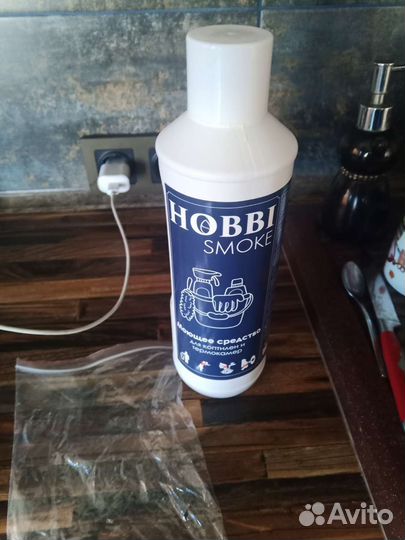 HOBBI
SMOKE
Моющее средство
для коптилен и
термокамер
Avito